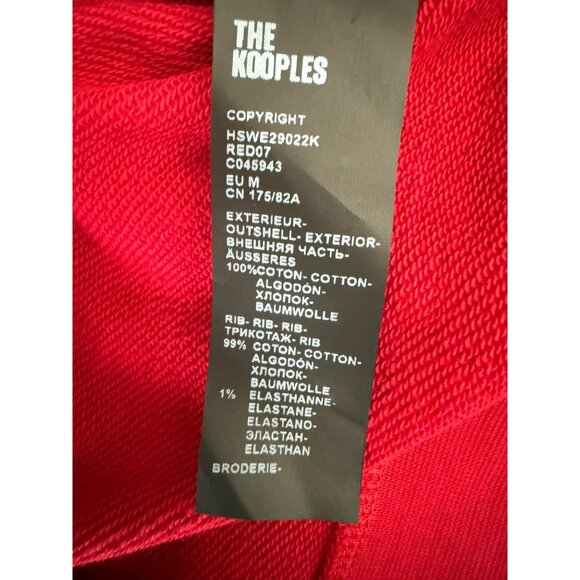 THE
KOOPLES
COPYRIGHT
HSWE29022K
RED07
C045943
EU M
CN 175/82A
EXTERIEUR-
OUTSHELL- EXTERIOR-
ВНЕШНЯЯ ЧАСТЬ-
ÄUSSERES
100%COTON- COTTON-
ALGODÓN-
ХЛОПОК-
BAUMWOLLE
RIB- RIB- RIB-
ТРИКОТАЖ- RIB
99% COTON- COTTON-
ALGODÓN-
ХЛОПОК-
BAUMWOLLE
1% ELASTHANNE-
ELASTANE-
ELASTANO-
ЭЛАСТАН-
ELASTHAN
BRODERIE-